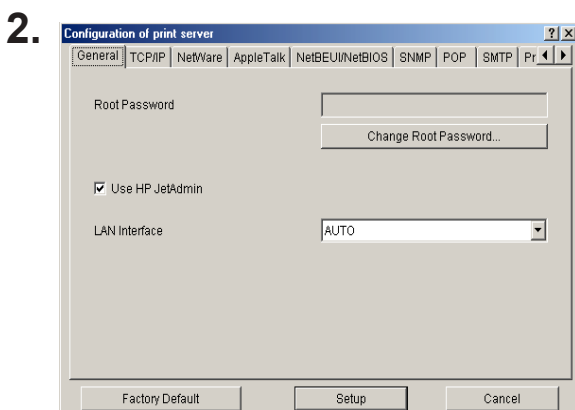 2.
Configuration of print server
General TCP/IP NetWare AppleTalk NetBEUI/NetBIOS SNMP POP SMTP Pr
Root Password
Change Root Password...
Use HP JetAdmin
LAN Interface AUTO
Factory Default Setup Cancel